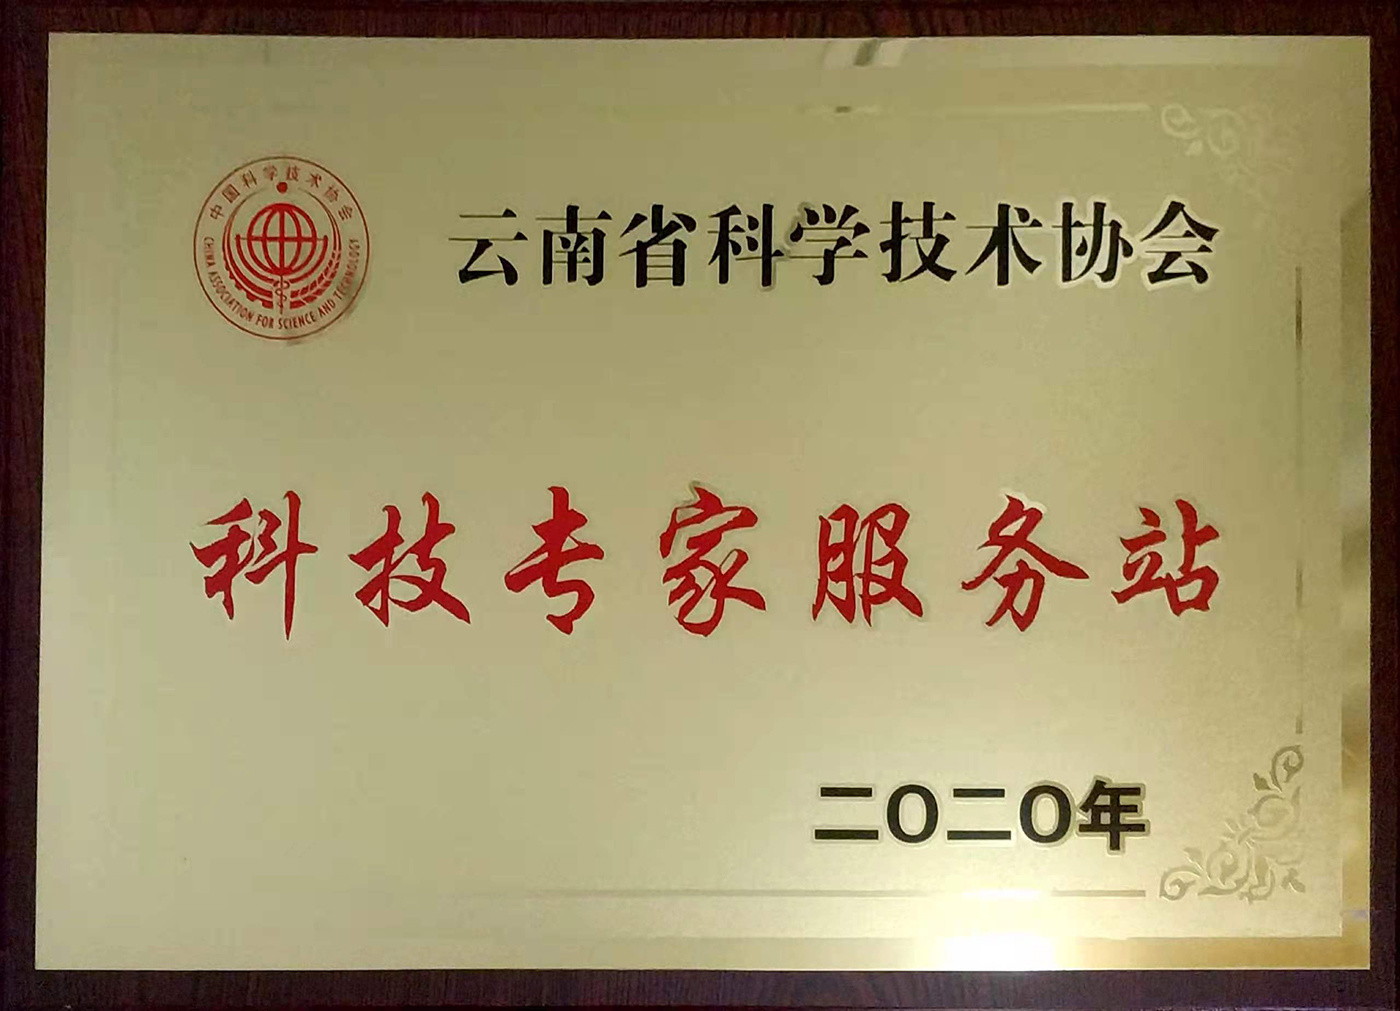 中国科学技术协会
CHINA ASSOCIATION FOR SCIENCE AND TECHNOLOGY
云南省科学技术协会
科技专家服务站
二〇二〇年